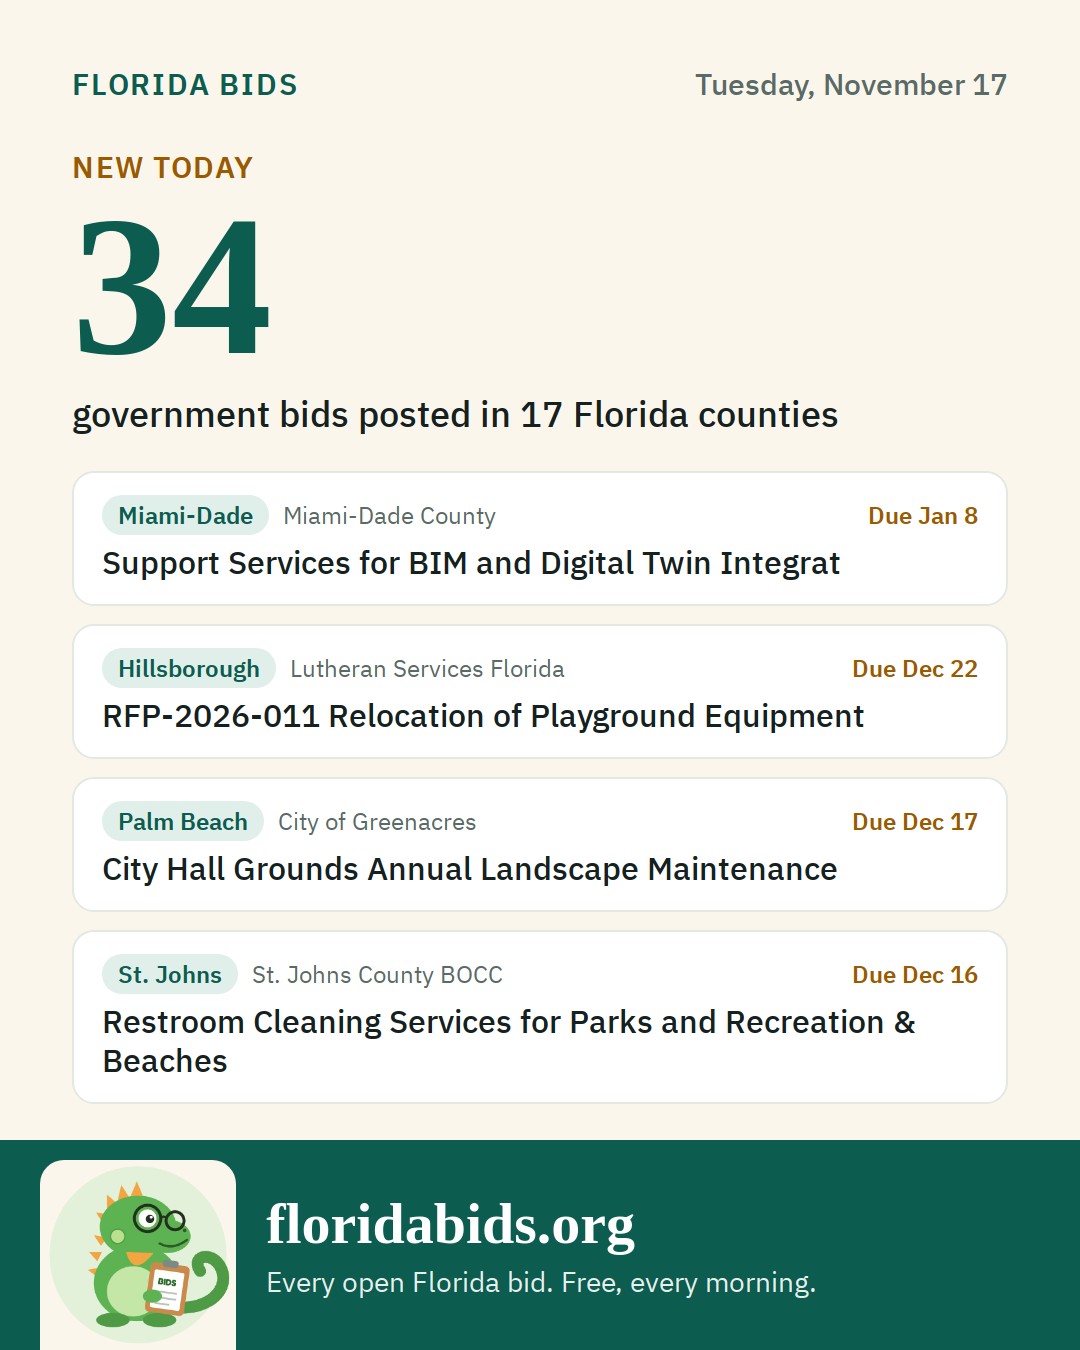 FLORIDA BIDS
Tuesday, November 17
NEW TODAY
34
government bids posted in 17 Florida counties
Miami-Dade Miami-Dade County Due Jan 8
Support Services for BIM and Digital Twin Integrat
Hillsborough Lutheran Services Florida Due Dec 22
RFP-2026-011 Relocation of Playground Equipment
Palm Beach City of Greenacres Due Dec 17
City Hall Grounds Annual Landscape Maintenance
St. Johns St. Johns County BOCC Due Dec 16
Restroom Cleaning Services for Parks and Recreation &
Beaches
BIDS
floridabids.org
Every open Florida bid. Free, every morning.